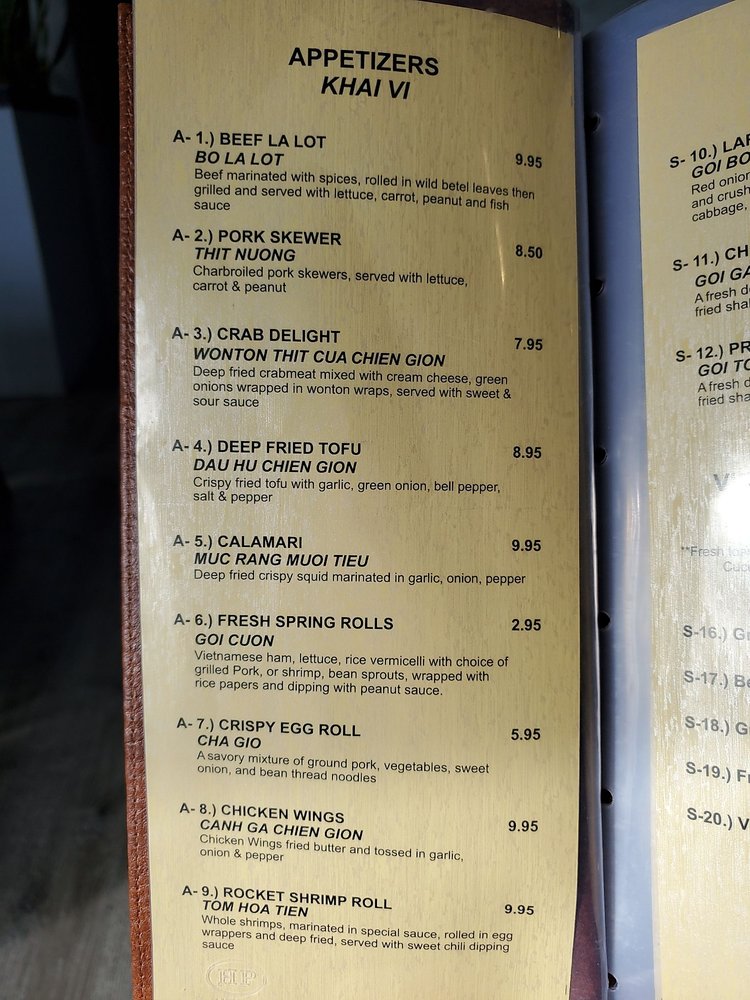 APPETIZERS
KHAI VI
A- 1.) BEEF LA LOT
BO LA LOT 9.95
Beef marinated with spices, rolled in wild betel leaves then
grilled and served with lettuce, carrot, peanut and fish
sauce
A- 2.) PORK SKEWER
THIT NUONG 8.50
Charbroiled pork skewers, served with lettuce,
carrot & peanut
A- 3.) CRAB DELIGHT 7.95
WONTON THIT CUA CHIEN GION
Deep fried crabmeat mixed with cream cheese, green
onions wrapped in wonton wraps, served with sweet &
sour sauce
A- 4.) DEEP FRIED TOFU 8.95
DAU HU CHIEN GION
Crispy fried tofu with garlic, green onion, bell pepper,
salt & pepper
A- 5.) CALAMARI 9.95
MUC RANG MUOI TIEU
Deep fried crispy squid marinated in garlic, onion, pepper
A- 6.) FRESH SPRING ROLLS 2.95
GOI CUON
Vietnamese ham, lettuce, rice vermicelli with choice of
grilled Pork, or shrimp, bean sprouts, wrapped with
rice papers and dipping with peanut sauce.
A- 7.) CRISPY EGG ROLL 5.95
CHA GIO
A savory mixture of ground pork, vegetables, sweet
onion, and bean thread noodles
A- 8.) CHICKEN WINGS
CANH GA CHIEN GION 9.95
Chicken Wings fried butter and tossed in garlic,
onion & pepper
A- 9.) ROCKET SHRIMP ROLL
TOM HOA TIEN 9.95
Whole shrimps, marinated in special sauce, rolled in egg
wrappers and deep fried, served with sweet chili dipping
sauce
S- 10.)
GOI
Red
and
cabbage,
S- 11.)
GOI
A fresh
fried
S- 12.)
GOI
A fresh
fried
**Fresh
S-16.)
S-17.)
S-18.)
S-19.)
S-20.)